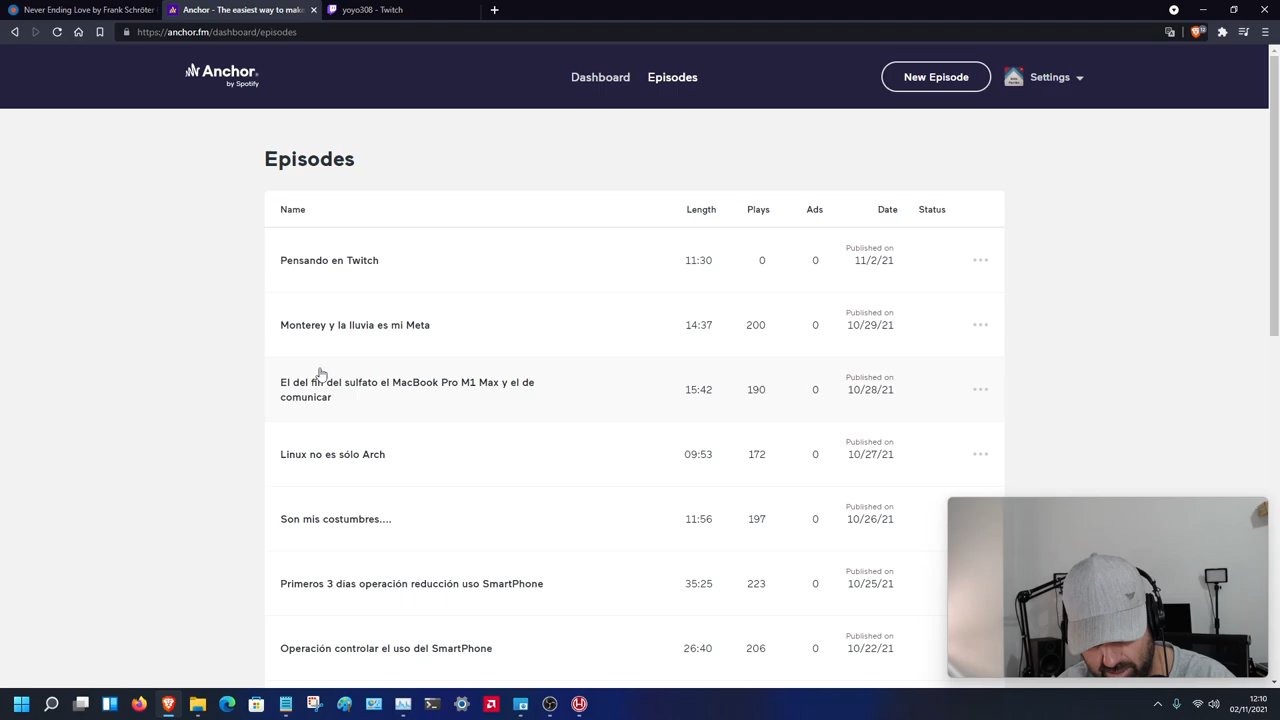 Never Ending Love by Frank Schröter
Anchor - The easiest way to make
yoyo308 - Twitch
https://anchor.fm/dashboard/episodes
Anchor
by Spotify
Dashboard
Episodes
New Episode
Settings
Episodes
Name Length Plays Ads Date Status
Pensando en Twitch 11:30 0 0 Published on
11/2/21
Monterey y la lluvia es mi Meta 14:37 200 0 Published on
10/29/21
El del fin del sulfato el MacBook Pro M1 Max y el de
comunicar 15:42 190 0 Published on
10/28/21
Linux no es sólo Arch 09:53 172 0 Published on
10/27/21
Son mis costumbres.... 11:56 197 0 Published on
10/26/21
Primeros 3 dias operación reducción uso SmartPhone 35:25 223 0 Published on
10/25/21
Operación controlar el uso del SmartPhone 26:40 206 0 Published on
10/22/21
12:10
02/11/2021